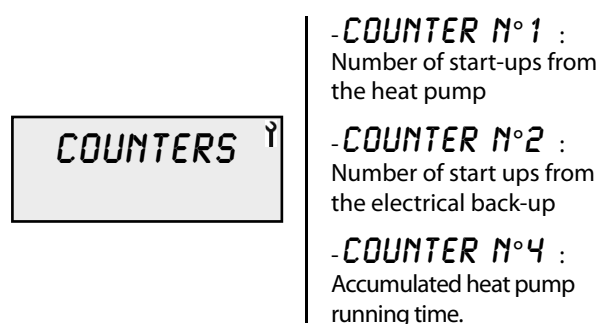 COUNTERS
-COUNTER N°1 :
Number of start-ups from
the heat pump
-COUNTER N°2 :
Number of start ups from
the electrical back-up
-COUNTER N°4 :
Accumulated heat pump
running time.